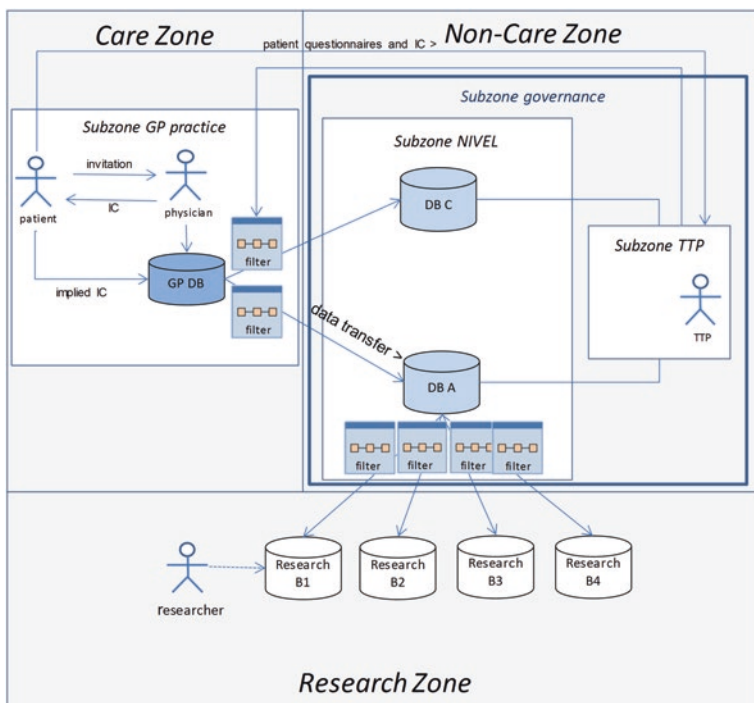 Care Zone
Non-Care Zone
patient questionnaires and IC >
Subzone governance
Subzone GP practice
Subzone NIVEL
invitation
IC
patient
physician
DB C
filter
Subzone TTP
GP DB
implied IC
filter
data transfer >
TTP
DB A
filter
filter
filter
filter
Research
B1
Research
B2
Research
B3
Research
B4
researcher
Research Zone